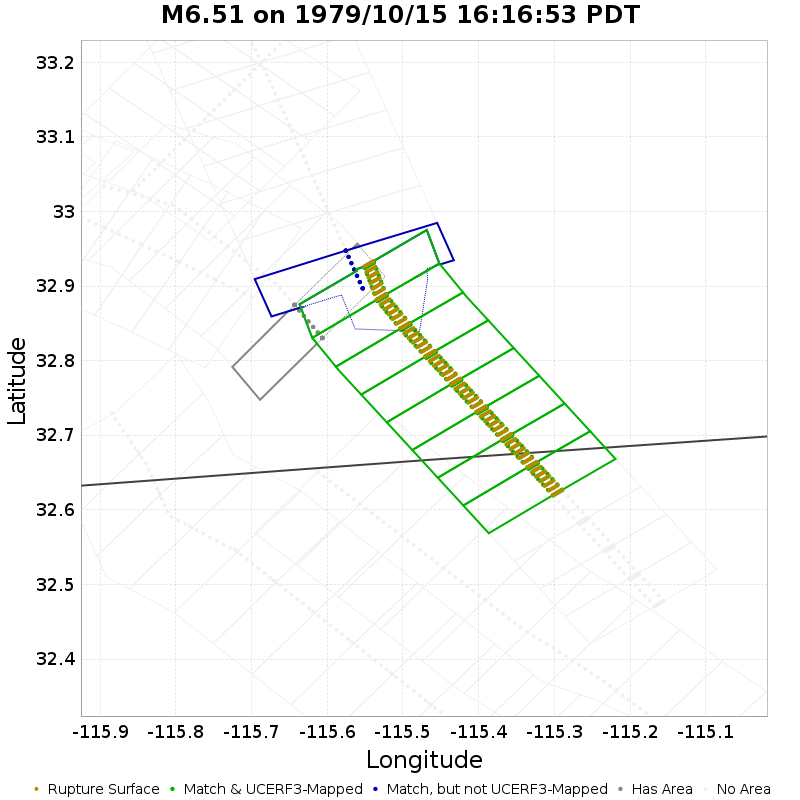 M6.51 on 1979/10/15 16:16:53 PDT
33.2
33.1
33
32.9
32.8
32.7
32.6
32.5
32.4
Latitude
-115.9 -115.8 -115.7 -115.6 -115.5 -115.4 -115.3 -115.2 -115.1
Longitude
Rupture Surface Match & UCERF3-Mapped Match, but not UCERF3-Mapped Has Area No Area